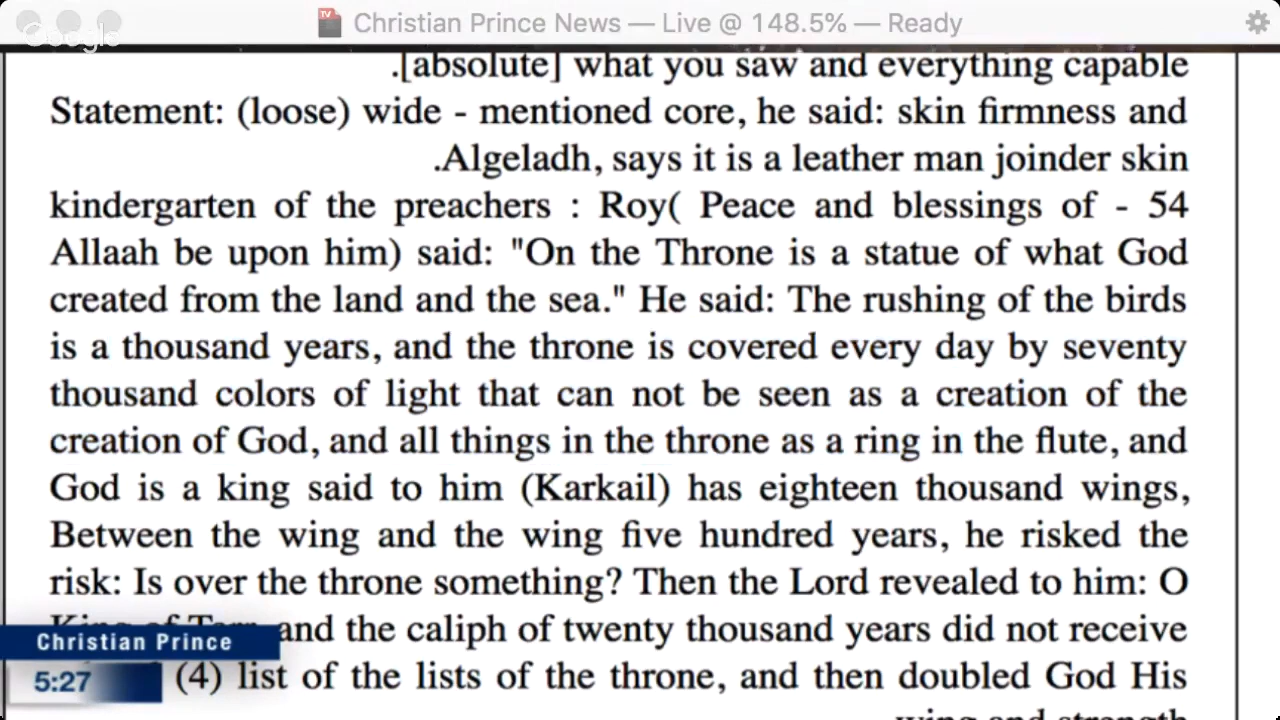 Christian Prince News — Live @ 148.5% — Ready
Google
.[absolute] what you saw and everything capable
Statement: (loose) wide - mentioned core, he said: skin firmness and
.Algeladh, says it is a leather man joinder skin
kindergarten of the preachers : Roy( Peace and blessings of - 54
Allaah be upon him) said: "On the Throne is a statue of what God
created from the land and the sea." He said: The rushing of the birds
is a thousand years, and the throne is covered every day by seventy
thousand colors of light that can not be seen as a creation of the
creation of God, and all things in the throne as a ring in the flute, and
God is a king said to him (Karkail) has eighteen thousand wings,
Between the wing and the wing five hundred years, he risked the
risk: Is over the throne something? Then the Lord revealed to him: O
and the caliph of twenty thousand years did not receive
(4) list of the lists of the throne, and then doubled God His
wing and strength
Christian Prince
5:27